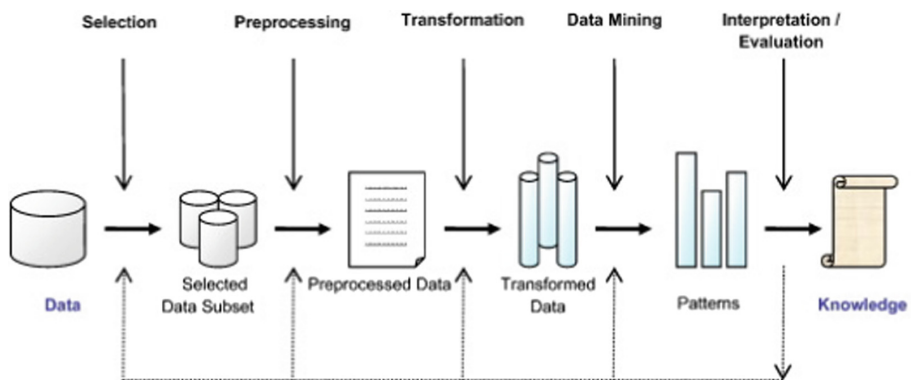 Selection
Preprocessing
Transformation
Data Mining
Interpretation /
Evaluation
Data
Selected
Data Subset
Preprocessed Data
Transformed
Data
Patterns
Knowledge